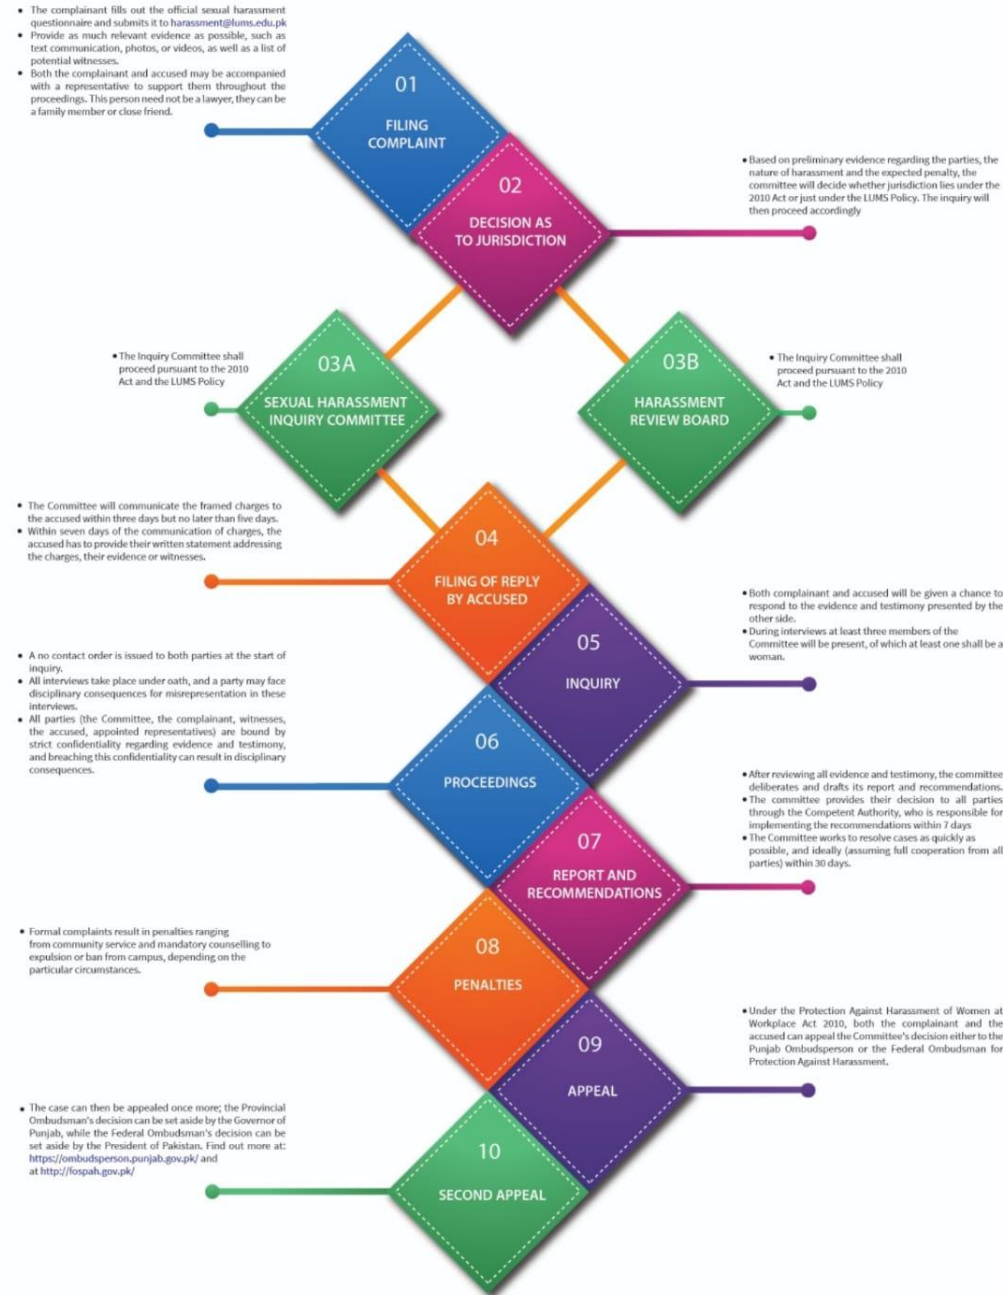 • The complainant fills out the official sexual harassment
questionnaire and submits it to harassment@lums.edu.pk
• Provide as much relevant evidence as possible, such as
text communication, photos, or videos, as well as a list of
potential witnesses.
• Both the complainant and accused may be accompanied
with a representative to support them throughout the
proceedings. This person need not be a lawyer, they can be
a family member or close friend.
01
FILING
COMPLAINT
02
DECISION AS
TO JURISDICTION
• Based on preliminary evidence regarding the parties, the
nature of harassment and the expected penalty, the
committee will decide whether jurisdiction lies under the
2010 Act or just under the LUMS Policy. The inquiry will
then proceed accordingly
• The Inquiry Committee shall
proceed pursuant to the 2010
Act and the LUMS Policy
03A
SEXUAL HARASSMENT
INQUIRY COMMITTEE
03B
HARASSMENT
REVIEW BOARD
• The Inquiry Committee shall
proceed pursuant to the 2010
Act and the LUMS Policy
• The Committee will communicate the framed charges to
the accused within three days but no later than five days.
• Within seven days of the communication of charges, the
accused has to provide their written statement addressing
the charges, their evidence or witnesses.
04
FILING OF REPLY
BY ACCUSED
05
INQUIRY
• Both complainant and accused will be given a chance to
respond to the evidence and testimony presented by the
other side.
• During interviews at least three members of the
Committee will be present, of which at least one shall be a
woman.
• A no contact order is issued to both parties at the start of
inquiry.
• All interviews take place under oath, and a party may face
disciplinary consequences for misrepresentation in these
interviews.
• All parties (the Committee, the complainant, witnesses,
the accused, appointed representatives) are bound by
strict confidentiality regarding evidence and testimony,
and breaching this confidentiality can result in disciplinary
consequences.
06
PROCEEDINGS
07
REPORT AND
RECOMMENDATIONS
• After reviewing all evidence and testimony, the committee
deliberates and drafts its report and recommendations.
• The committee provides their decision to all parties
through the Competent Authority, who is responsible for
implementing the recommendations within 7 days
• The Committee works to resolve cases as quickly as
possible, and ideally (assuming full cooperation from all
parties) within 30 days.
• Formal complaints result in penalties ranging
from community service and mandatory counselling to
expulsion or ban from campus, depending on the
particular circumstances.
08
PENALTIES
09
APPEAL
• Under the Protection Against Harassment of Women at
Workplace Act 2010, both the complainant and the
accused can appeal the Committee's decision either to the
Punjab Ombudsperson or the Federal Ombudsman for
Protection Against Harassment.
• The case can then be appealed once more; the Provincial
Ombudsman's decision can be set aside by the Governor of
Punjab, while the Federal Ombudsman's decision can be
set aside by the President of Pakistan. Find out more at:
https://ombudsperson.punjab.gov.pk/ and
at http://fospah.gov.pk/
10
SECOND APPEAL